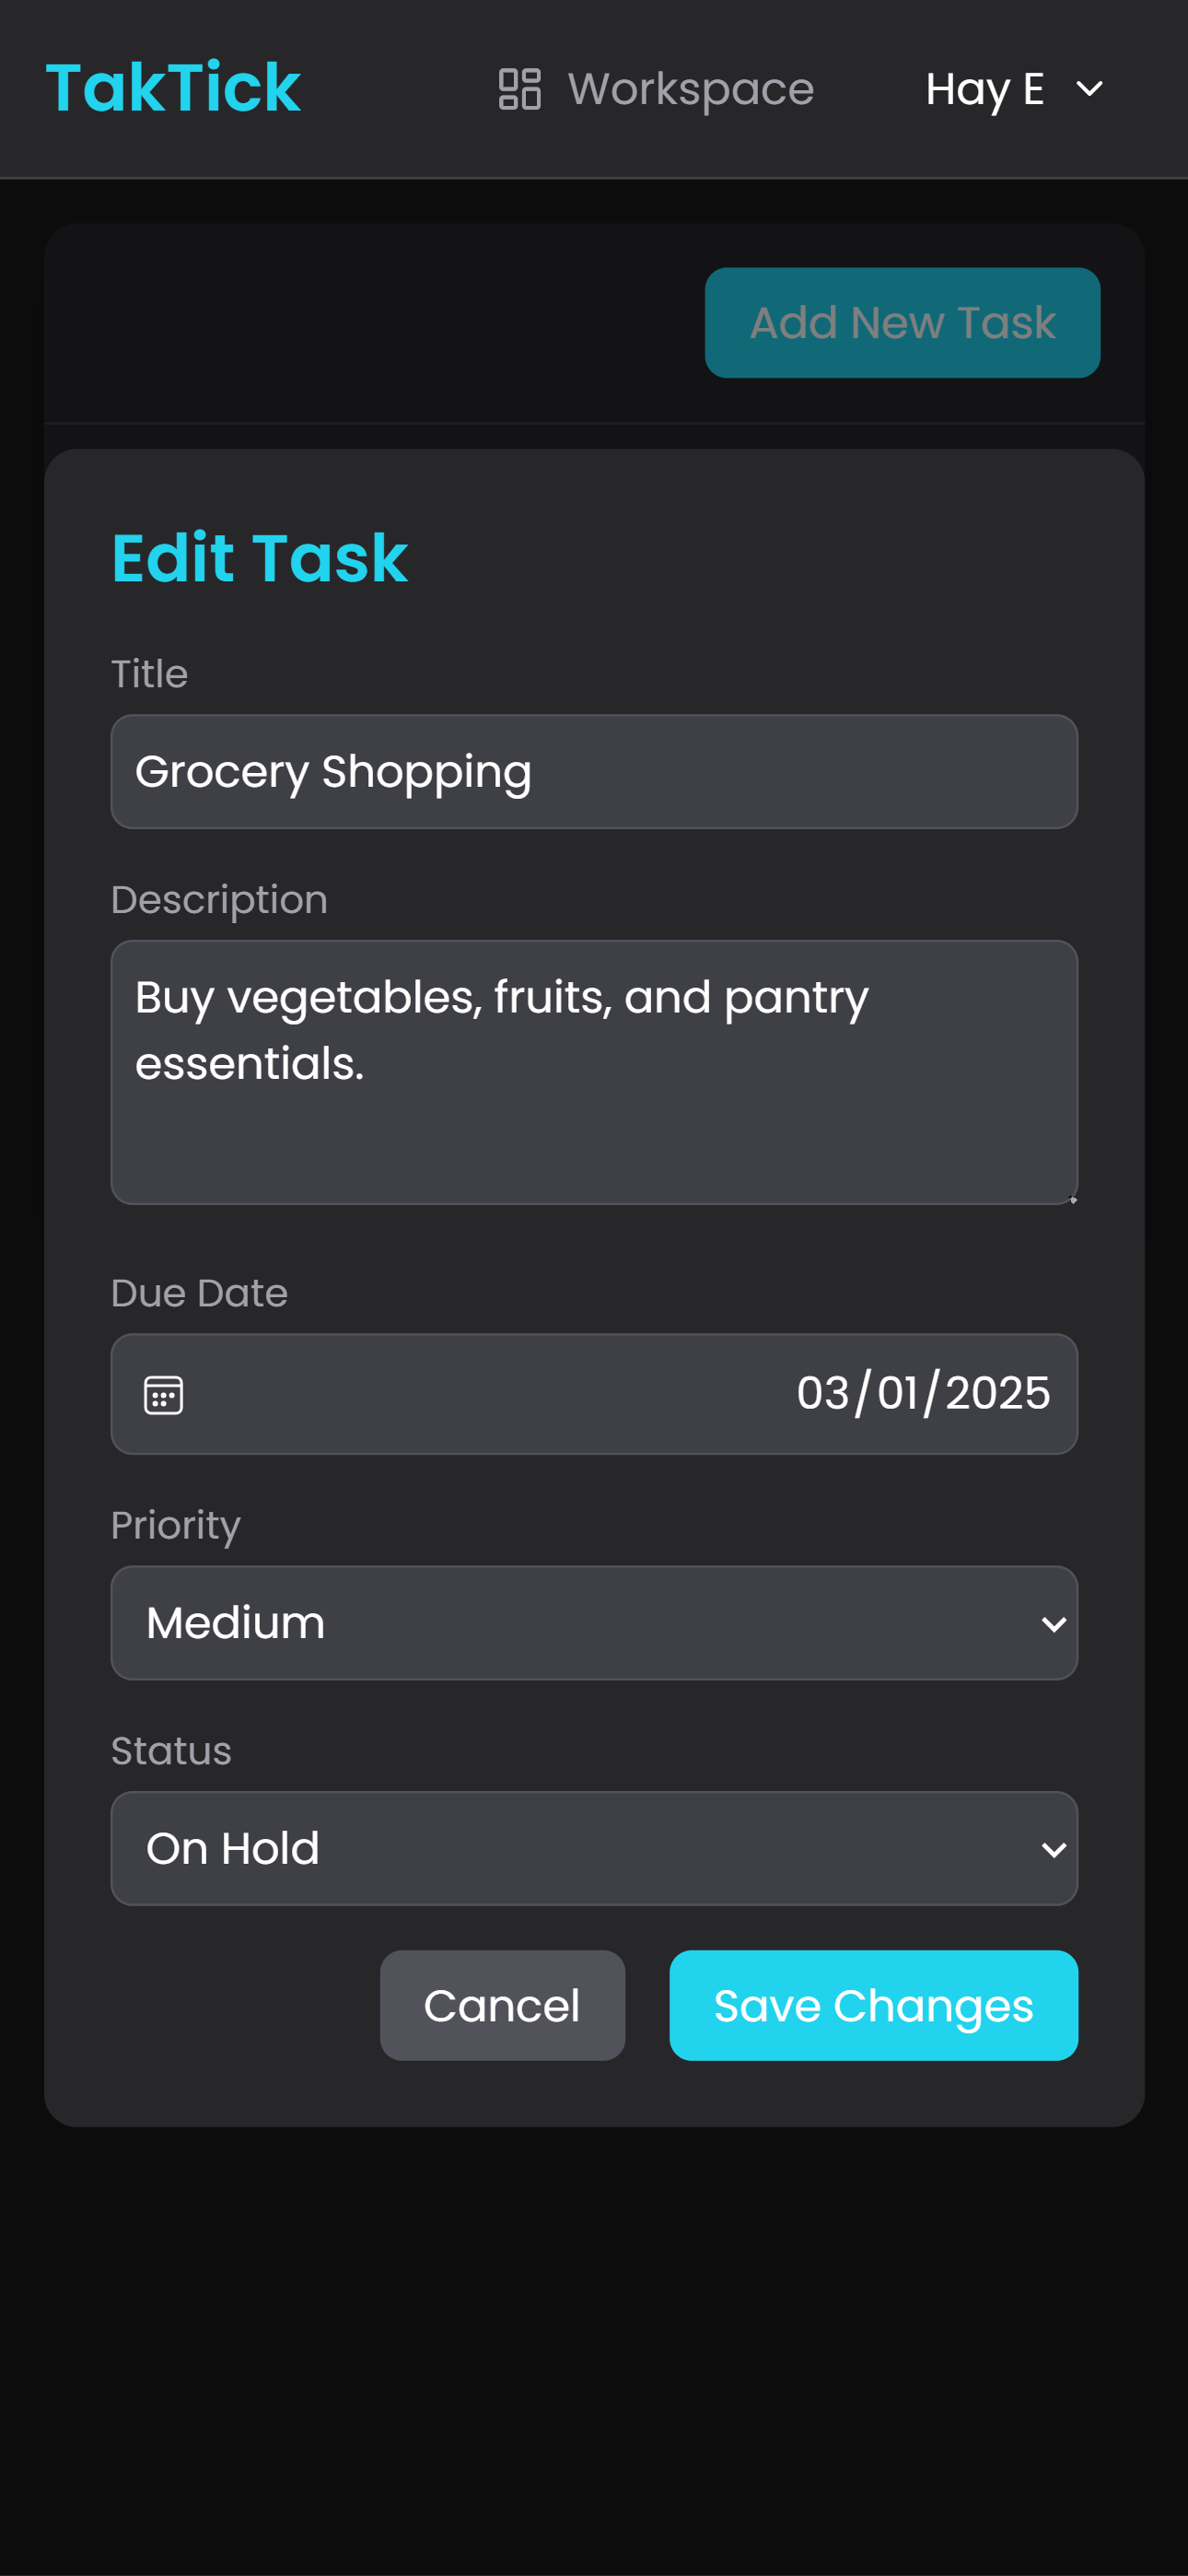 TakTick
Workspace
Hay E
Add New Task
Edit Task
Title
Grocery Shopping
Description
Buy vegetables, fruits, and pantry
essentials.
Due Date
03/01/2025
Priority
Medium
Status
On Hold
Cancel
Save Changes